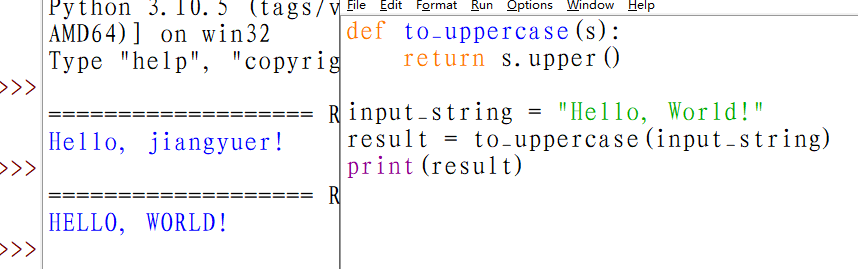 Python 3.10.5 (tags/v
AMD64)] on win32
Type "help", "copyrig
>>>
==================== R
Hello, jiangyuer!
>>>
==================== R
HELLO, WORLD!
>>>
File Edit Format Run Options Window Help
def to_uppercase(s):
    return s.upper()
input_string = "Hello, World!"
result = to_uppercase(input_string)
print(result)